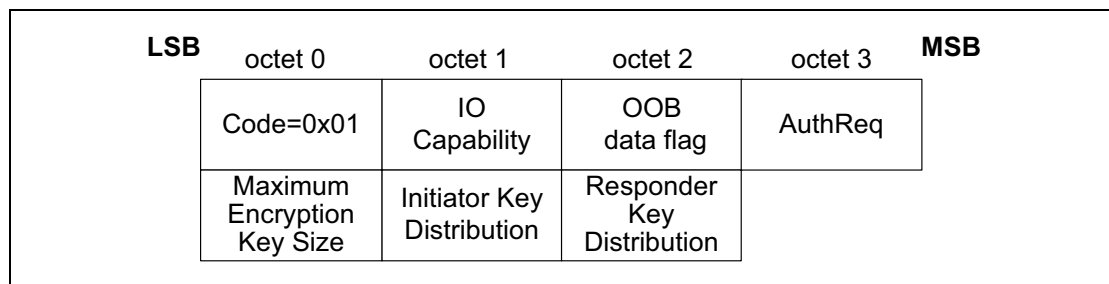 LSB octet 0 octet 1 octet 2 octet 3 MSB
Code=0x01
IO
Capability
OOB
data flag
AuthReq
Maximum
Encryption
Key Size
Initiator Key
Distribution
Responder
Key
Distribution